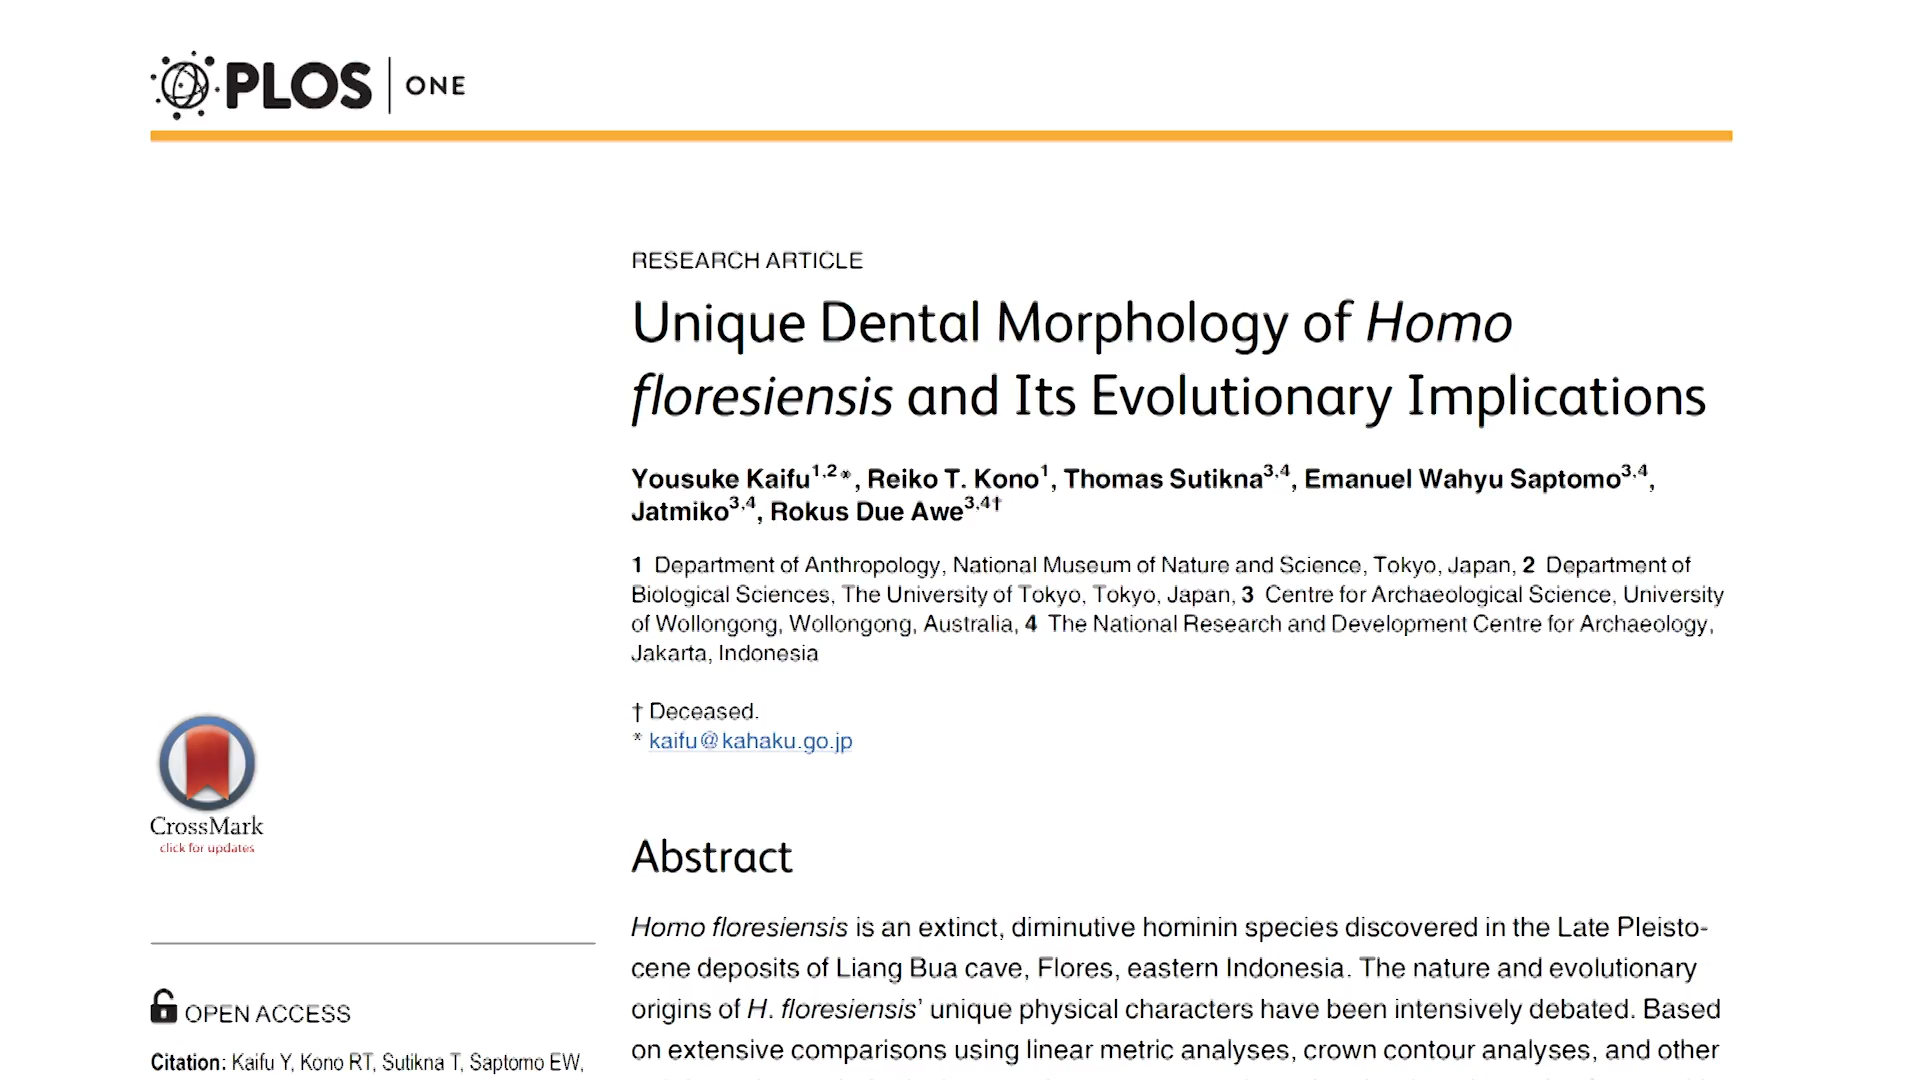 PLOS ONE
RESEARCH ARTICLE
Unique Dental Morphology of Homo
floresiensis and Its Evolutionary Implications
Yousuke Kaifu1,2*, Reiko T. Kono1, Thomas Sutikna3,4, Emanuel Wahyu Saptomo3,4,
Jatmiko3,4, Rokus Due Awe3,4†
1 Department of Anthropology, National Museum of Nature and Science, Tokyo, Japan, 2 Department of
Biological Sciences, The University of Tokyo, Tokyo, Japan, 3 Centre for Archaeological Science, University
of Wollongong, Wollongong, Australia, 4 The National Research and Development Centre for Archaeology,
Jakarta, Indonesia
† Deceased.
* kaifu@kahaku.go.jp
CrossMark
click for updates
Abstract
Homo floresiensis is an extinct, diminutive hominin species discovered in the Late Pleisto-
cene deposits of Liang Bua cave, Flores, eastern Indonesia. The nature and evolutionary
origins of H. floresiensis' unique physical characters have been intensively debated. Based
on extensive comparisons using linear metric analyses, crown contour analyses, and other
OPEN ACCESS
Citation: Kaifu Y, Kono RT, Sutikna T, Saptomo EW,